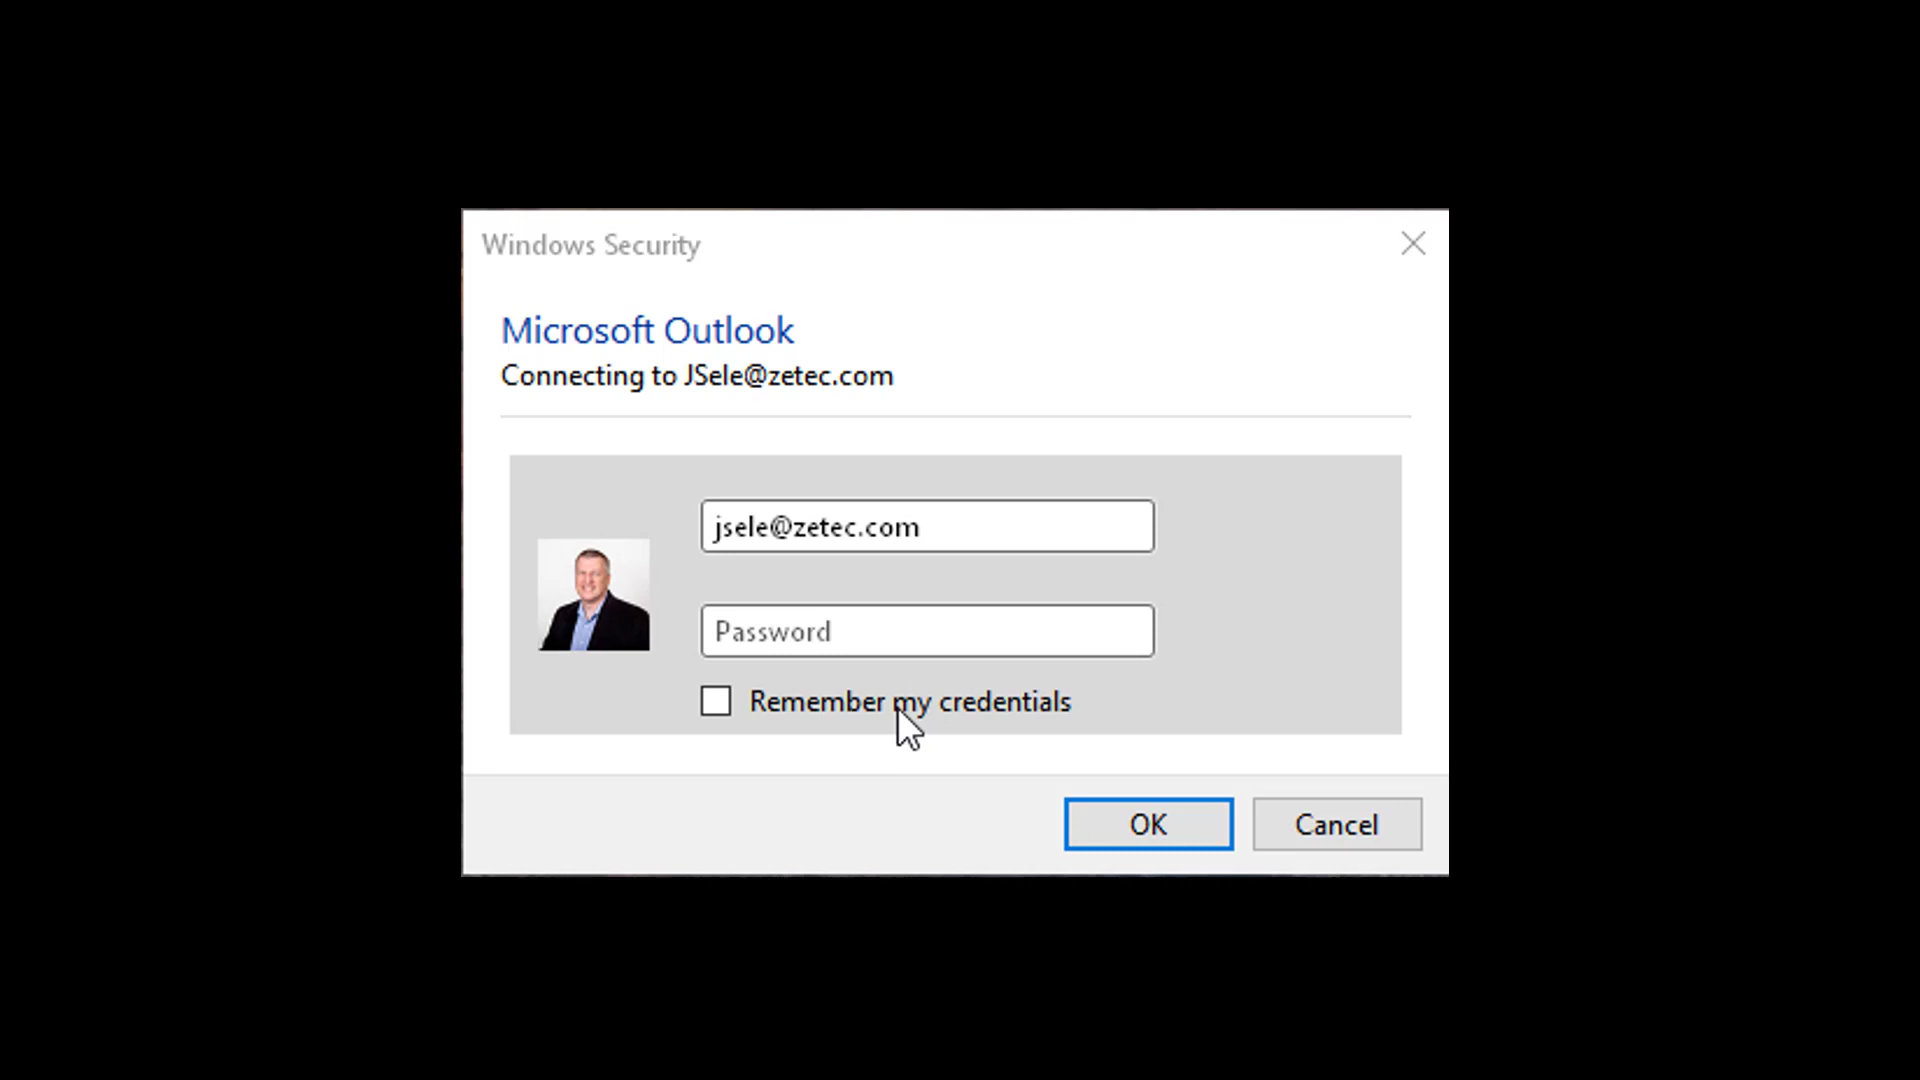 Windows Security
Microsoft Outlook
Connecting to JSele@zetec.com
jsele@zetec.com
Password
Remember my credentials
OK
Cancel